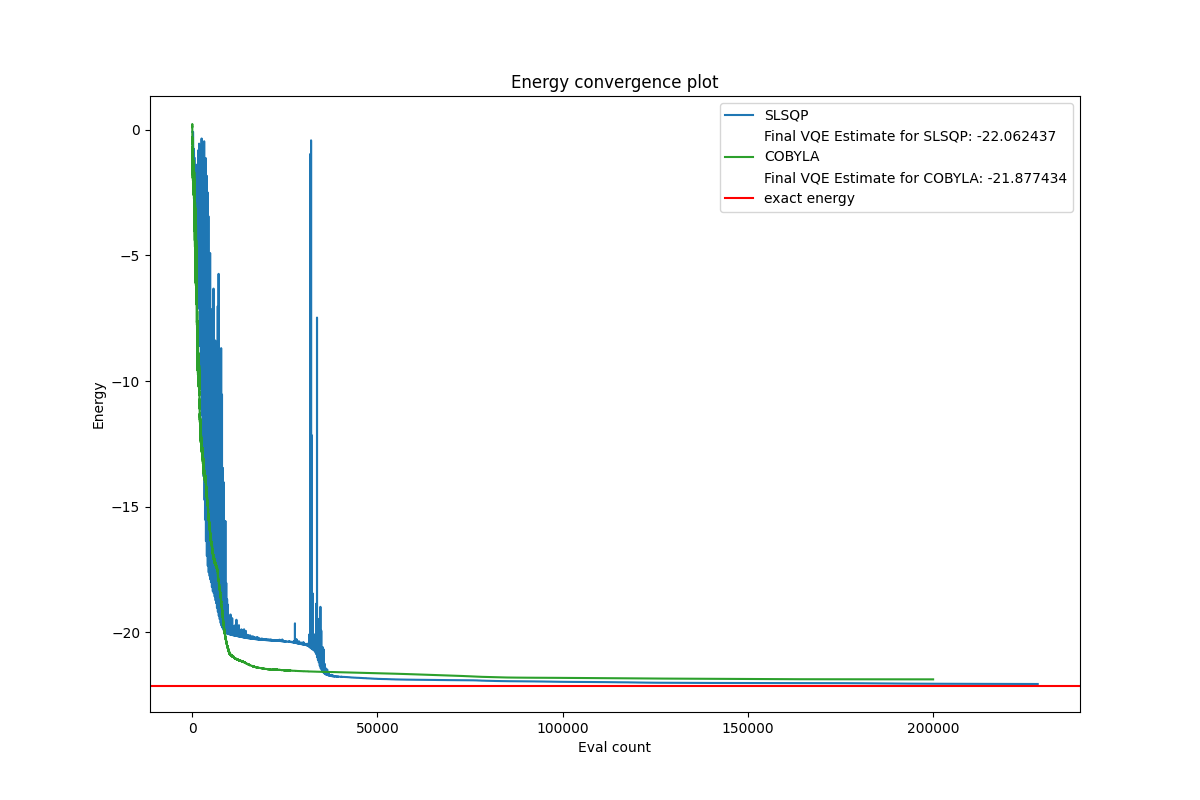 Energy convergence plot
SLSQP
Final VQE Estimate for SLSQP: -22.062437
COBYLA
Final VQE Estimate for COBYLA: -21.877434
exact energy
0
−5
−10
−15
−20
Energy
0
50000
100000
150000
200000
Eval count